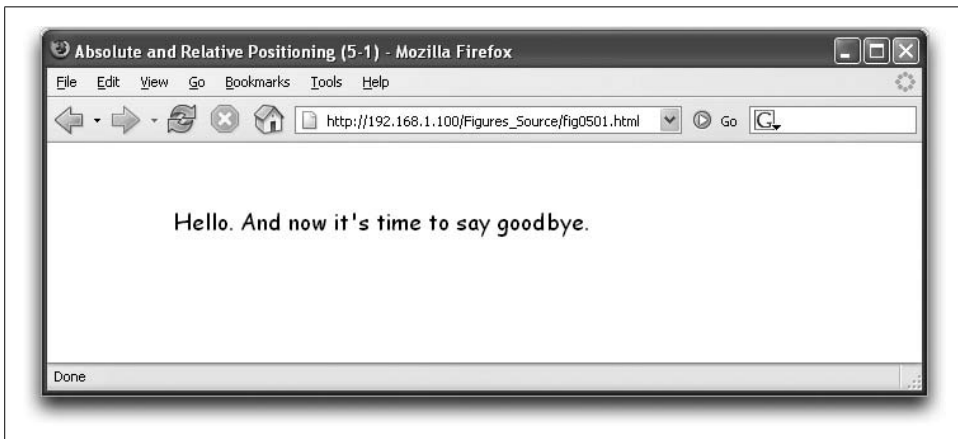 Absolute and Relative Positioning (5-1) - Mozilla Firefox
File Edit View Go Bookmarks Tools Help
http://192.168.1.100/Figures_Source/fig0501.html Go G
Hello. And now it's time to say goodbye.
Done